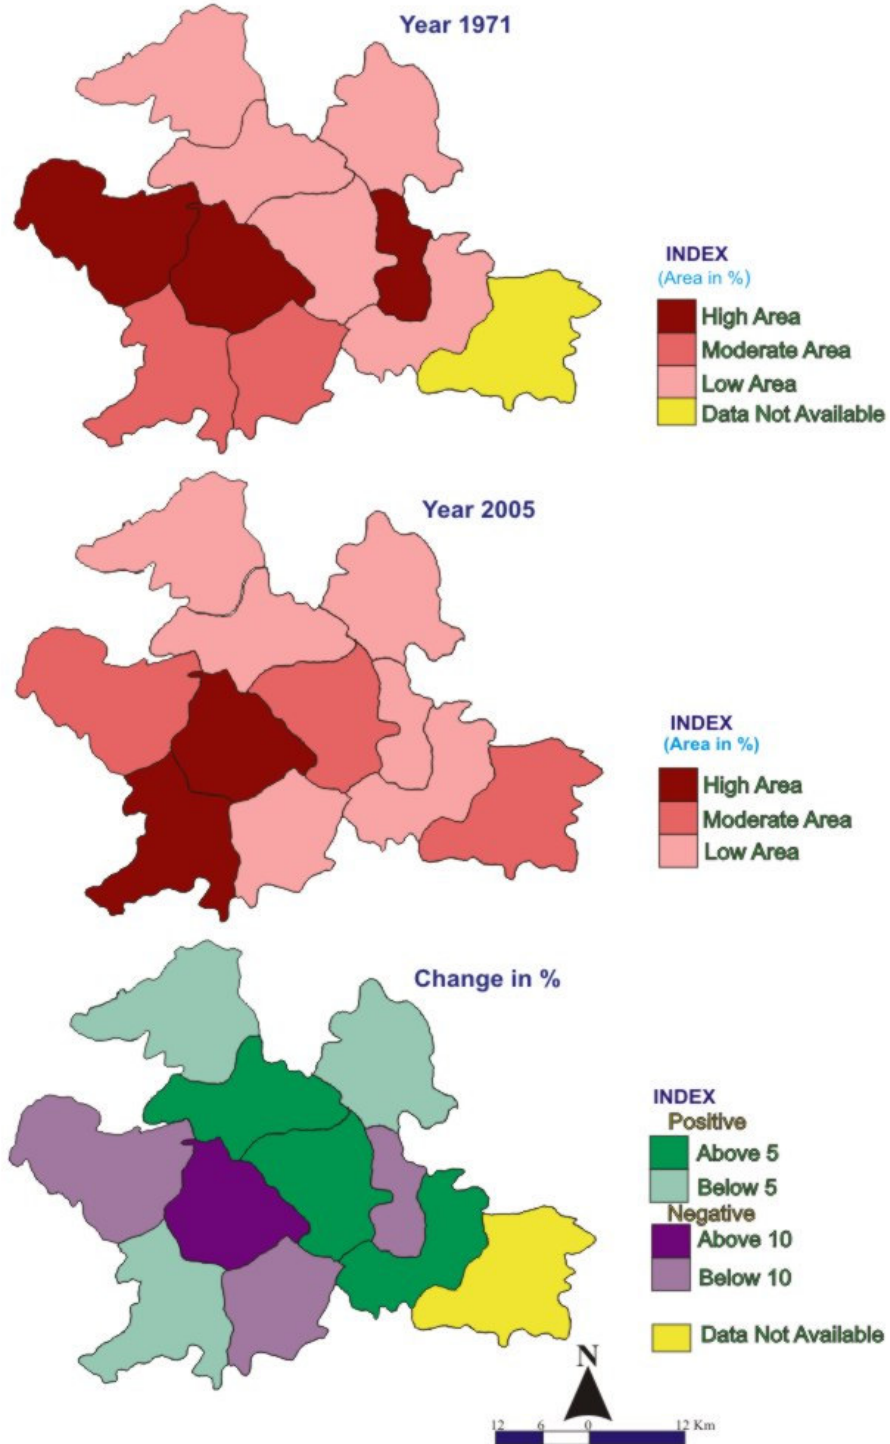 Year 1971
INDEX
(Area in %)
High Area
Moderate Area
Low Area
Data Not Available
Year 2005
INDEX
(Area in %)
High Area
Moderate Area
Low Area
Change in %
INDEX
Positive
Above 5
Below 5
Negative
Above 10
Below 10
Data Not Available
N
12 6 0 12 Km